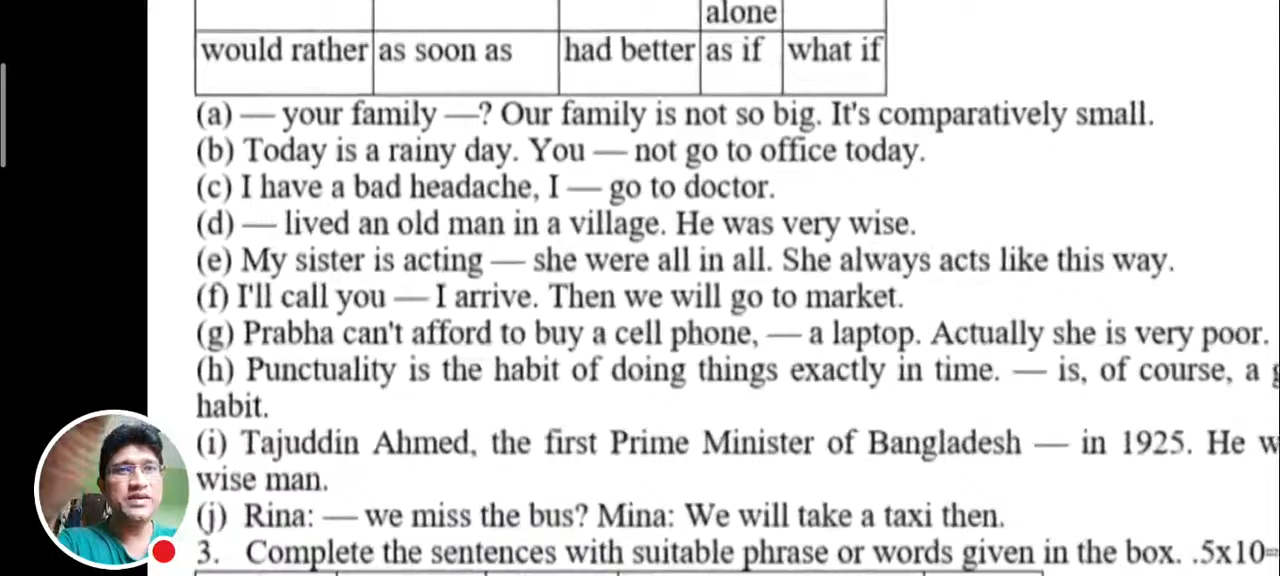 alone
would rather as soon as had better as if what if
(a) — your family —? Our family is not so big. It's comparatively small.
(b) Today is a rainy day. You — not go to office today.
(c) I have a bad headache, I — go to doctor.
(d) — lived an old man in a village. He was very wise.
(e) My sister is acting — she were all in all. She always acts like this way.
(f) I'll call you — I arrive. Then we will go to market.
(g) Prabha can't afford to buy a cell phone, — a laptop. Actually she is very poor.
(h) Punctuality is the habit of doing things exactly in time. — is, of course, a
habit.
(i) Tajuddin Ahmed, the first Prime Minister of Bangladesh — in 1925. He
wise man.
(j) Rina: — we miss the bus? Mina: We will take a taxi then.
3. Complete the sentences with suitable phrase or words given in the box. .5x10=